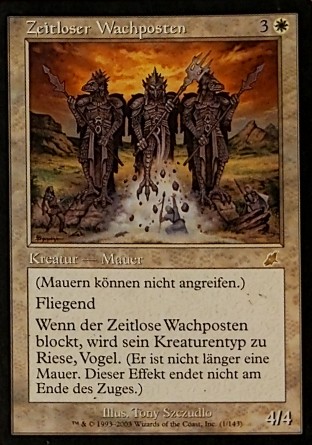 Zeitloser Wachposten 3
Kreatur — Mauer
(Mauern können nicht angreifen.)
Fliegend
Wenn der Zeitlose Wachposten
blockt, wird sein Kreaturentyp zu
Riese, Vogel. (Er ist nicht länger eine
Mauer. Dieser Effekt endet nicht am
Ende des Zuges.)
Illus. Tony Szczudlo
™ & © 1993-2003 Wizards of the Coast, Inc. (1/143)
4/4